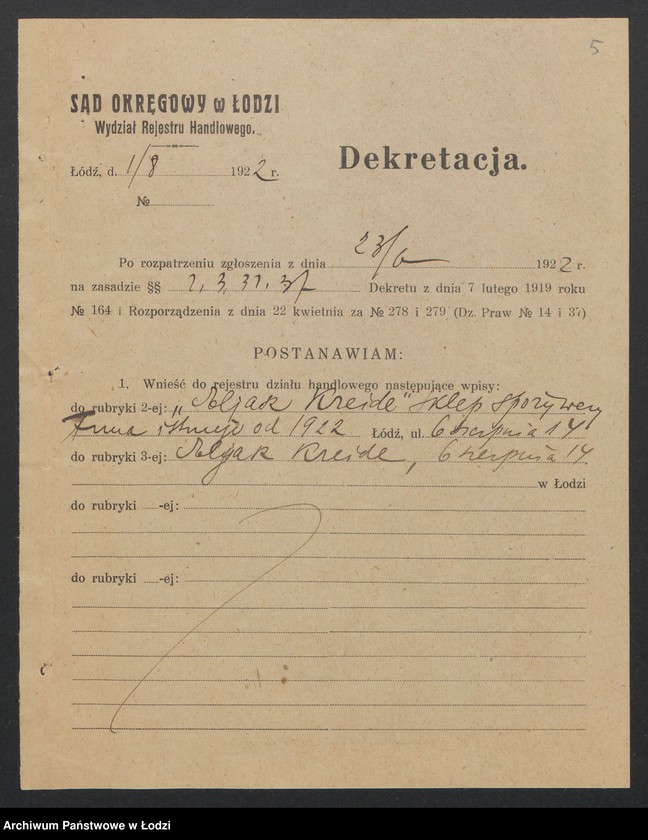 5
SĄD OKRĘGOWY w ŁODZI
Wydział Rejestru Handlowego.
Dekretacja.
Łódź, d. 1/8 1922 r.
№
Po rozpatrzeniu zgłoszenia z dnia 23/6 1922 r.
na zasadzie §§ 2, 3, 31, 37 Dekretu z dnia 7 lutego 1919 roku
№ 164 i Rozporządzenia z dnia 22 kwietnia za № 278 i 279 (Dz. Praw № 14 i 37)
POSTANAWIAM:
1. Wnieść do rejestru działu handlowego następujące wpisy:
do rubryki 2-ej: Kreide" Sklep spożywczy
istnieje od 1922 Łódź, ul. 6 sierpnia 14
do rubryki 3-ej: Kreide, 6 sierpnia 14
w Łodzi
do rubryki -ej:
do rubryki -ej:
Archiwum Państwowe w Łodzi